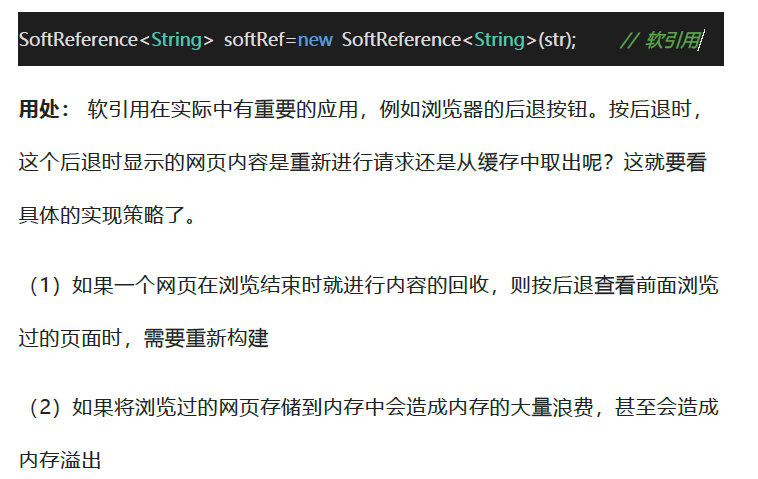 SoftReference<String> softRef=new SoftReference<String>(str); // 软引用
用处： 软引用在实际中有重要的应用，例如浏览器的后退按钮。按后退时，
这个后退时显示的网页内容是重新进行请求还是从缓存中取出呢？这就要看
具体的实现策略了。
（1）如果一个网页在浏览结束时就进行内容的回收，则按后退查看前面浏览
过的页面时，需要重新构建
（2）如果将浏览过的网页存储到内存中会造成内存的大量浪费，甚至会造成
内存溢出